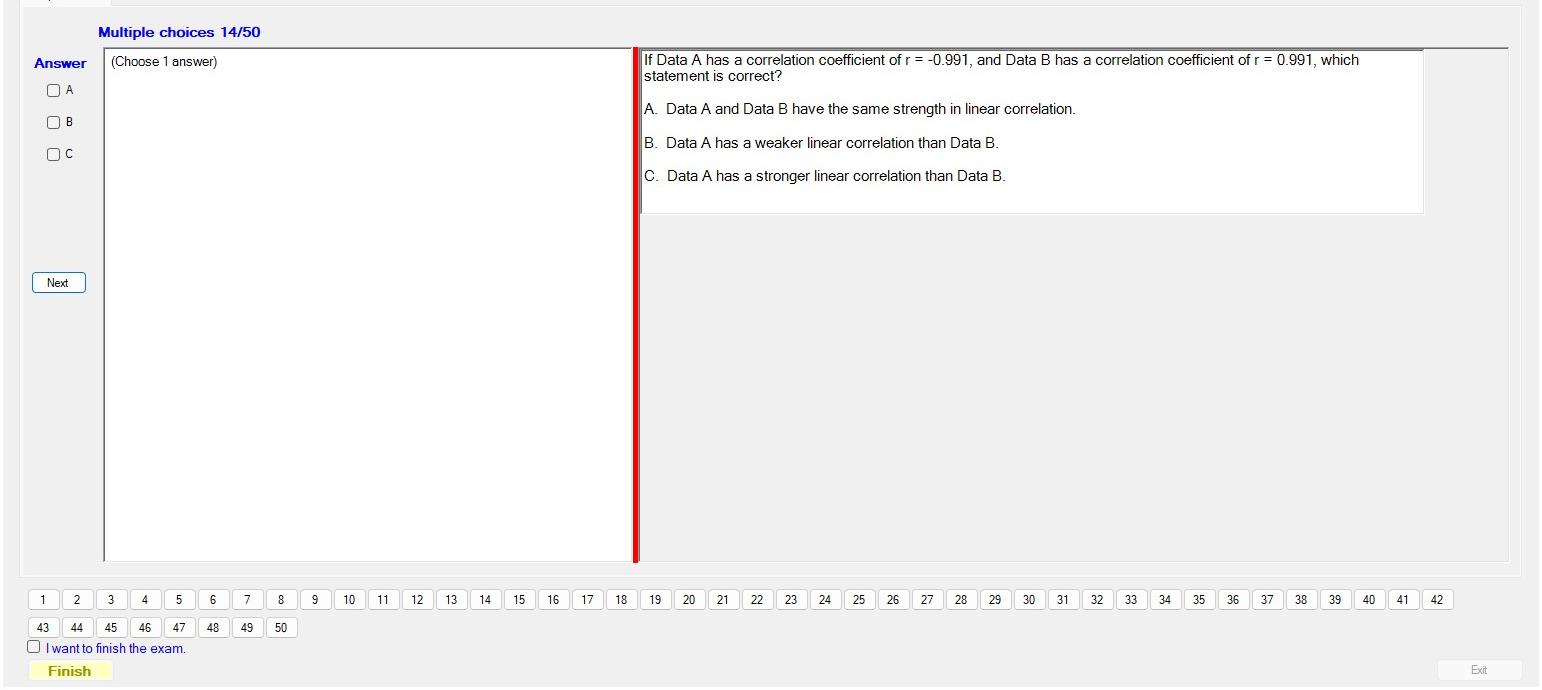 Multiple choices 14/50
Answer
(Choose 1 answer)
A
B
C
Next
If Data A has a correlation coefficient of r = -0.991, and Data B has a correlation coefficient of r = 0.991, which
statement is correct?
A. Data A and Data B have the same strength in linear correlation.
B. Data A has a weaker linear correlation than Data B.
C. Data A has a stronger linear correlation than Data B.
1 2 3 4 5 6 7 8 9 10 11 12 13 14 15 16 17 18 19 20 21 22 23 24 25 26 27 28 29 30 31 32 33 34 35 36 37 38 39 40 41 42
43 44 45 46 47 48 49 50
I want to finish the exam.
Finish
Exit